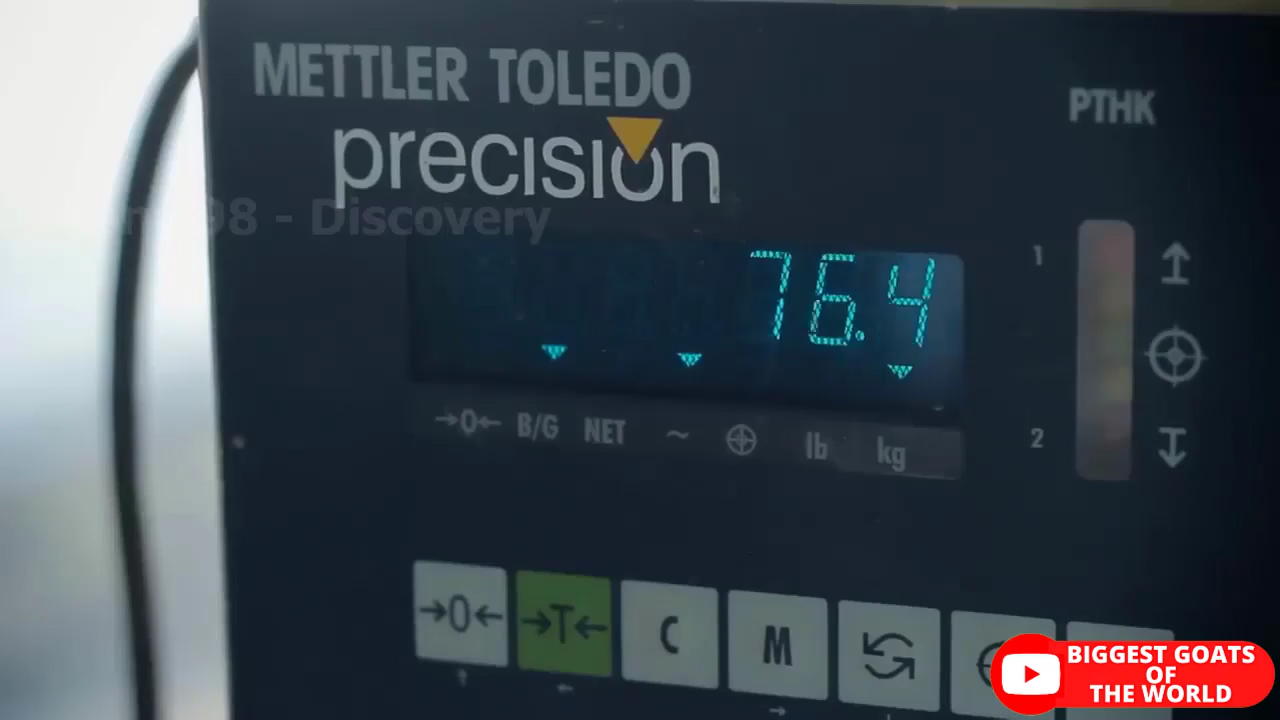 METTLER TOLEDO
precision
PTHK
98 - Discovery
76.4
1
→0← B/G NET ~ lb kg
2
→0← →T← C M
BIGGEST GOATS
OF
THE WORLD